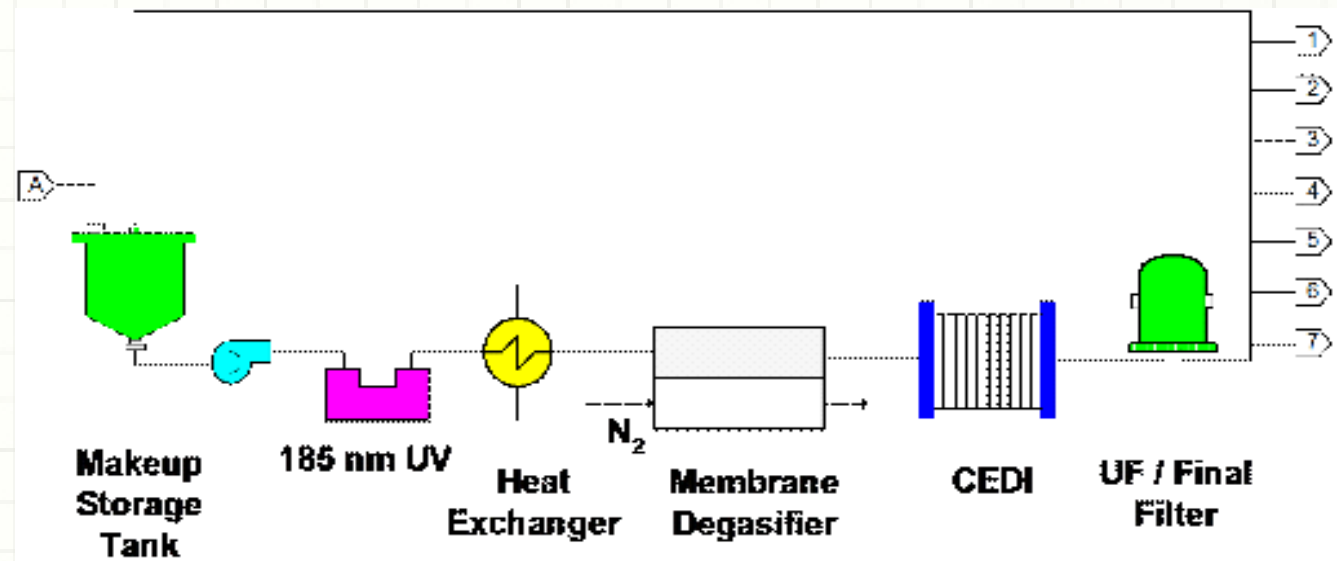 1
2
3
4
5
6
7
A
Makeup
Storage
Tank
185 nm UV
Heat
Exchanger
N₂
Membrane
Degasifier
CEDI
UF / Final
Filter